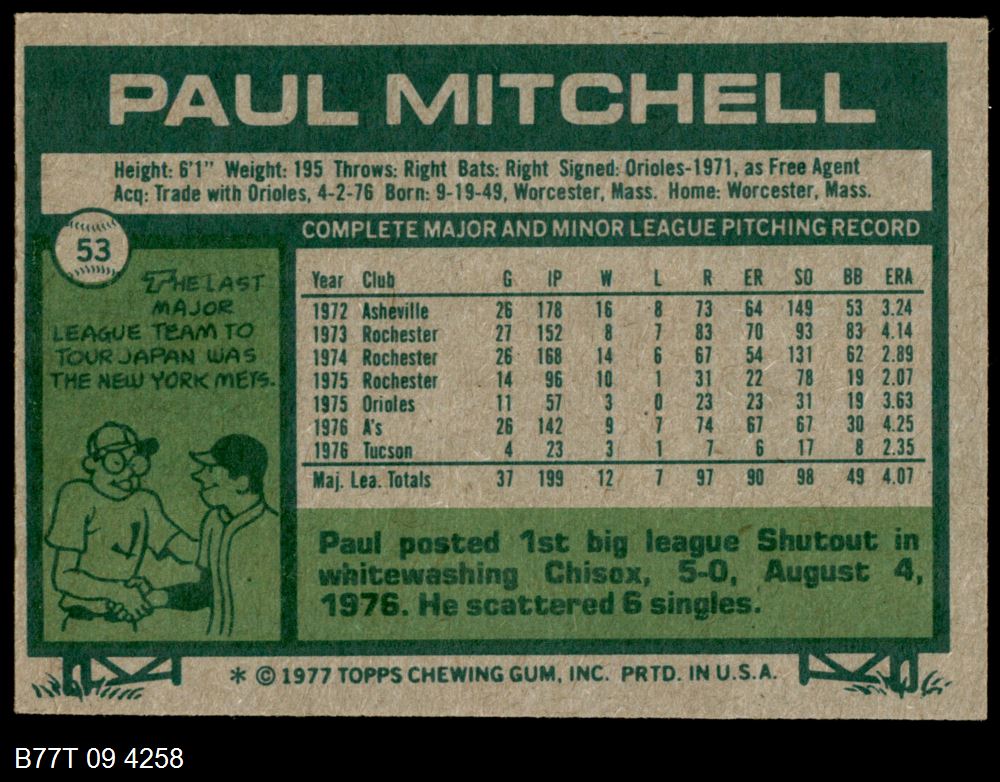 PAUL MITCHELL
Height: 6'1" Weight: 195 Throws: Right Bats: Right Signed: Orioles-1971, as Free Agent
Acq: Trade with Orioles, 4-2-76 Born: 9-19-49, Worcester, Mass. Home: Worcester, Mass.
53
THE LAST
MAJOR
LEAGUE TEAM TO
TOUR JAPAN WAS
THE NEW YORK METS.
COMPLETE MAJOR AND MINOR LEAGUE PITCHING RECORD
Year Club G IP W L R ER SO BB ERA
1972 Asheville 26 178 16 8 73 64 149 53 3.24
1973 Rochester 27 152 8 7 83 70 93 83 4.14
1974 Rochester 26 168 14 6 67 54 131 62 2.89
1975 Rochester 14 96 10 1 31 22 78 19 2.07
1975 Orioles 11 57 3 0 23 23 31 19 3.63
1976 A's 26 142 9 7 74 67 67 30 4.25
1976 Tucson 4 23 3 1 7 6 17 8 2.35
Maj. Lea. Totals 37 199 12 7 97 90 98 49 4.07
Paul posted 1st big league Shutout in
whitewashing Chisox, 5-0, August 4,
1976. He scattered 6 singles.
* © 1977 TOPPS CHEWING GUM, INC. PRTD. IN U.S.A.
B77T 09 4258